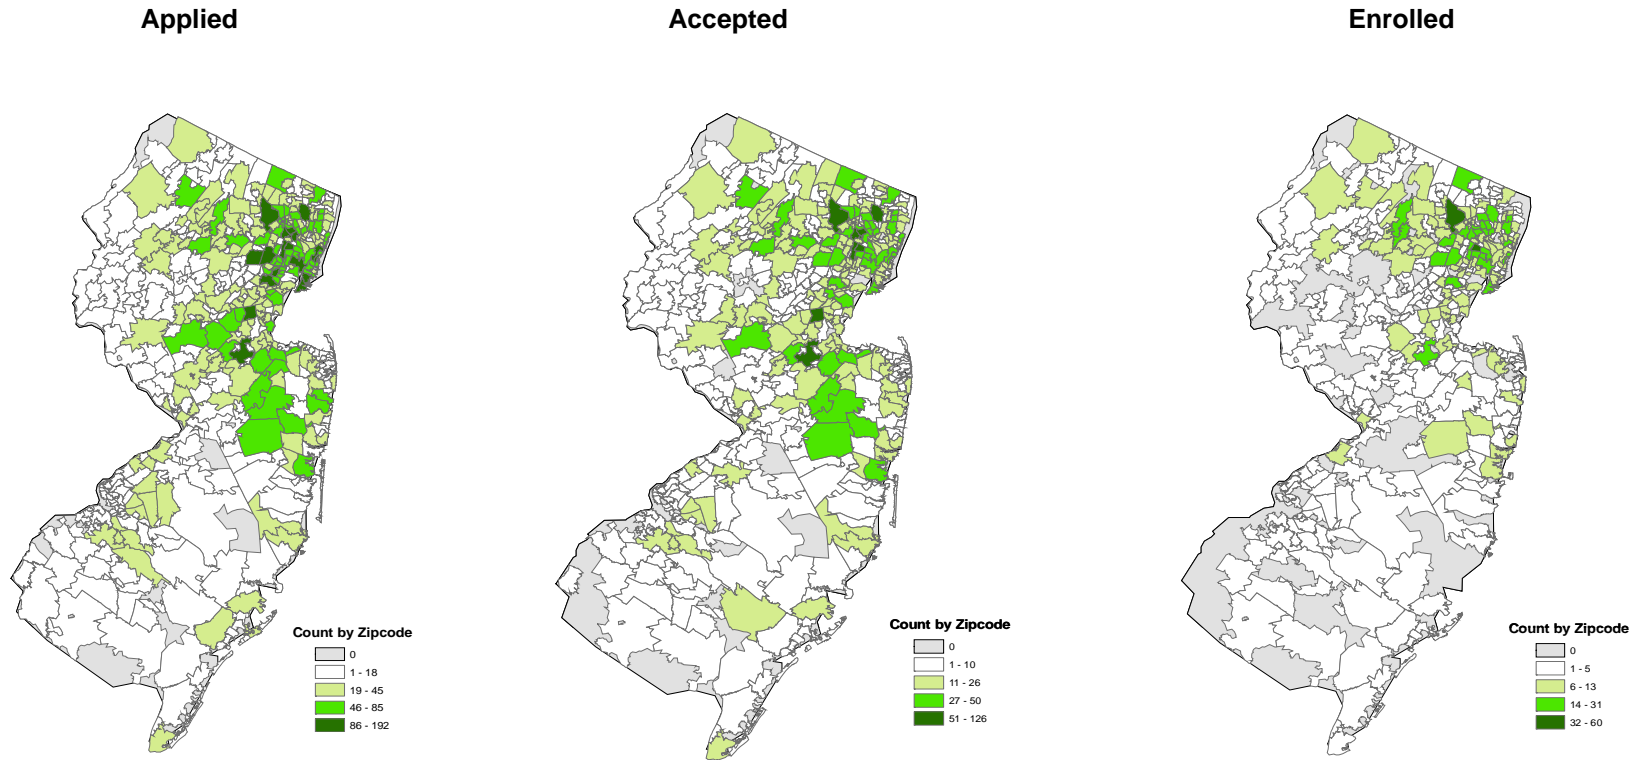 Applied
Accepted
Enrolled
Count by Zipcode
0
1 - 18
19 - 45
46 - 85
86 - 192
Count by Zipcode
0
1 - 10
11 - 26
27 - 50
51 - 126
Count by Zipcode
0
1 - 5
6 - 13
14 - 31
32 - 60